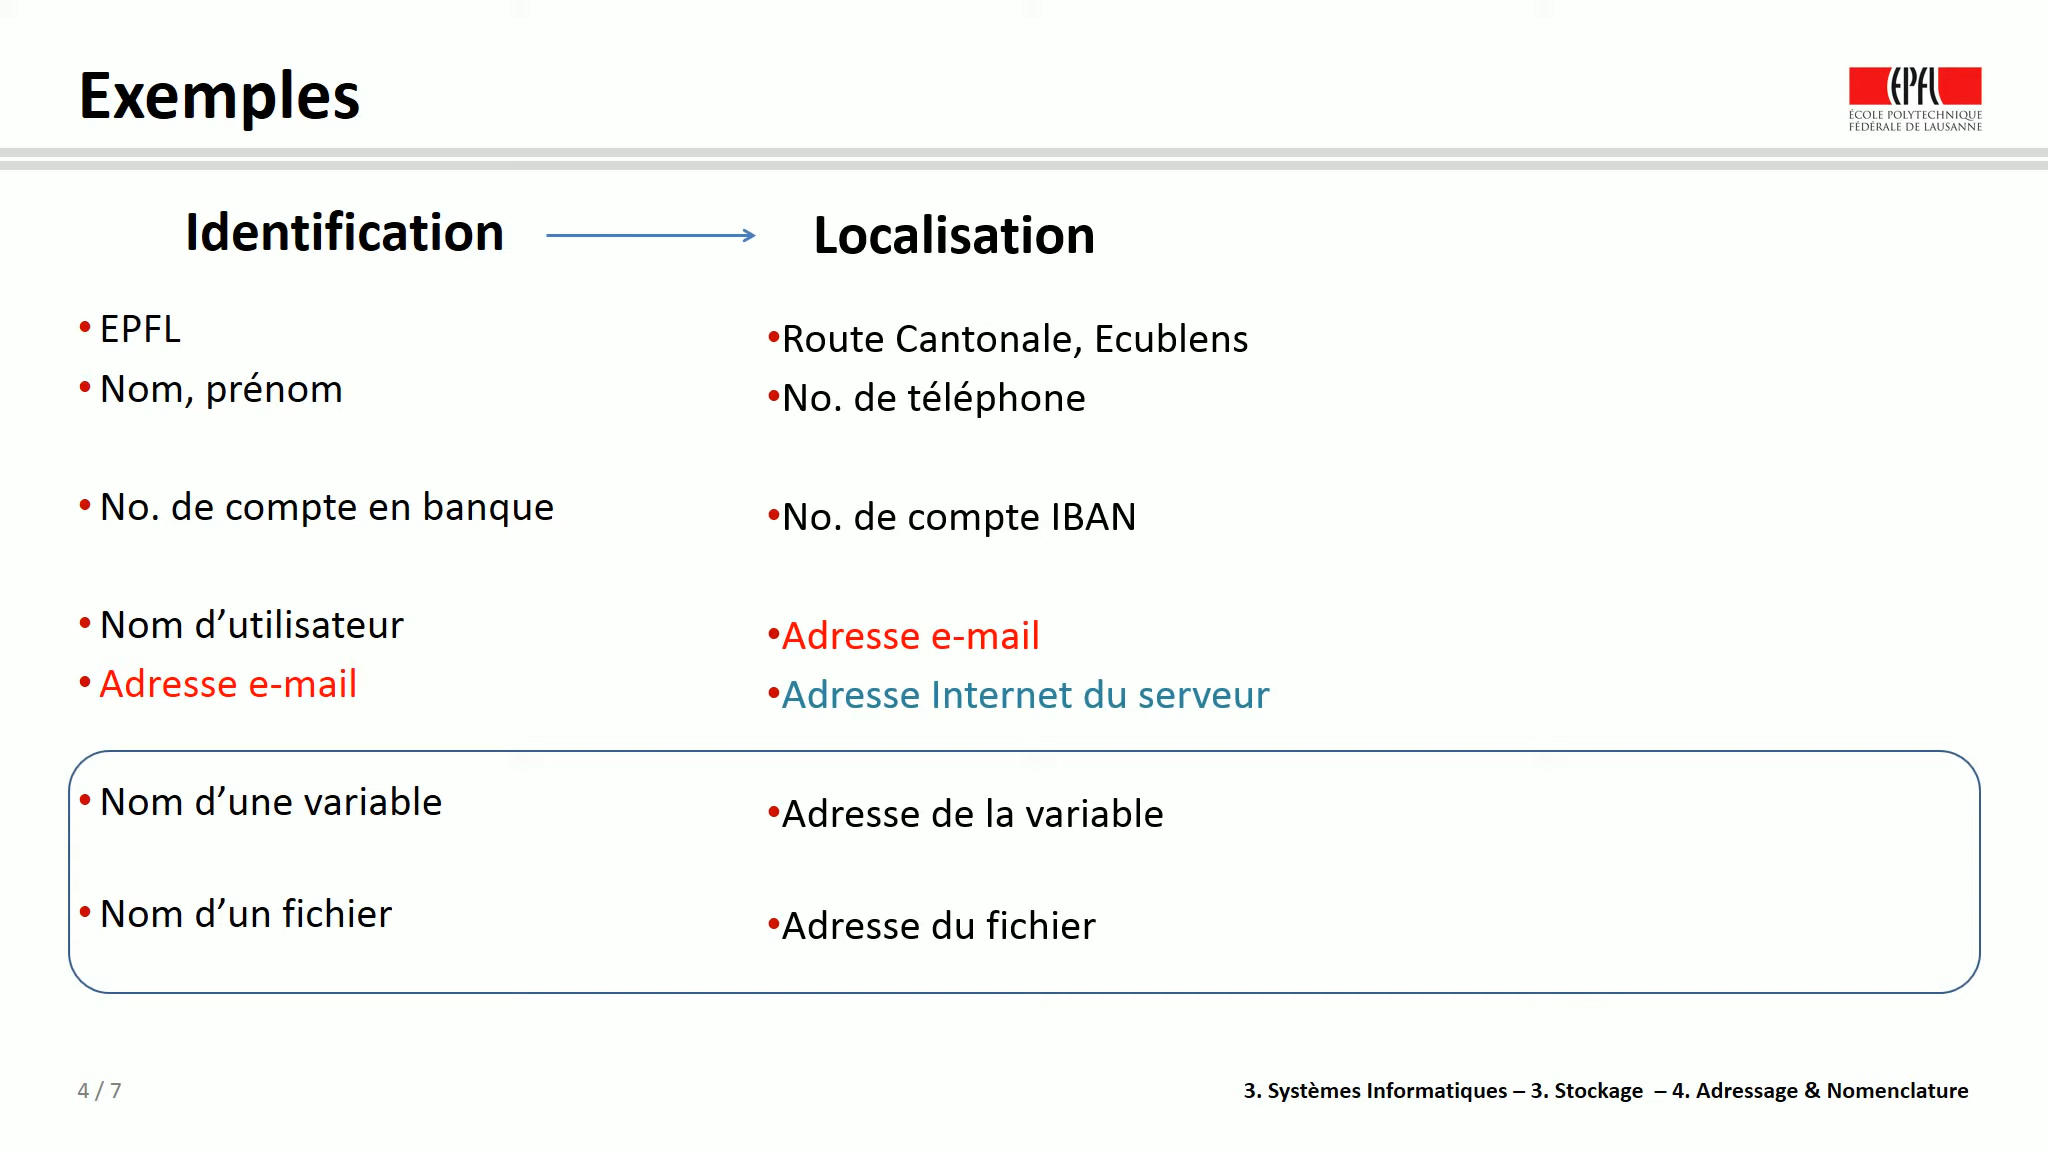 Exemples
EPFL
ÉCOLE POLYTECHNIQUE
FÉDÉRALE DE LAUSANNE
Identification
Localisation
• EPFL
• Nom, prénom
• No. de compte en banque
• Nom d’utilisateur
• Adresse e-mail
• Nom d’une variable
• Nom d’un fichier
•Route Cantonale, Ecublens
•No. de téléphone
•No. de compte IBAN
•Adresse e-mail
•Adresse Internet du serveur
•Adresse de la variable
•Adresse du fichier
4 / 7
3. Systèmes Informatiques – 3. Stockage – 4. Adressage & Nomenclature